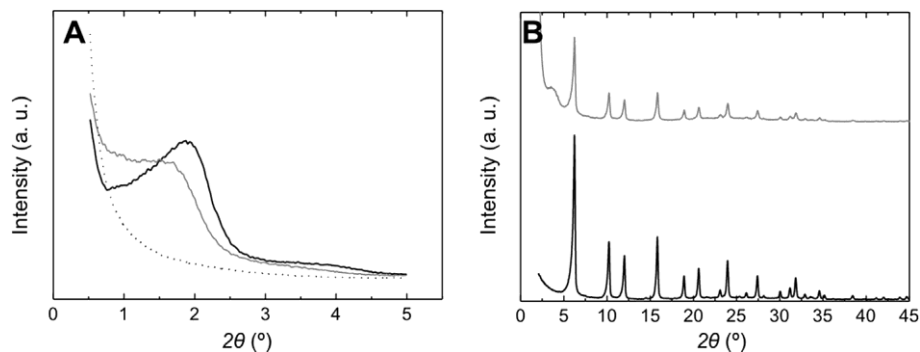 A
Intensity (a. u.)
0 1 2 3 4 5
2θ (º)
B
Intensity (a. u.)
0 5 10 15 20 25 30 35 40 45
2θ (º)